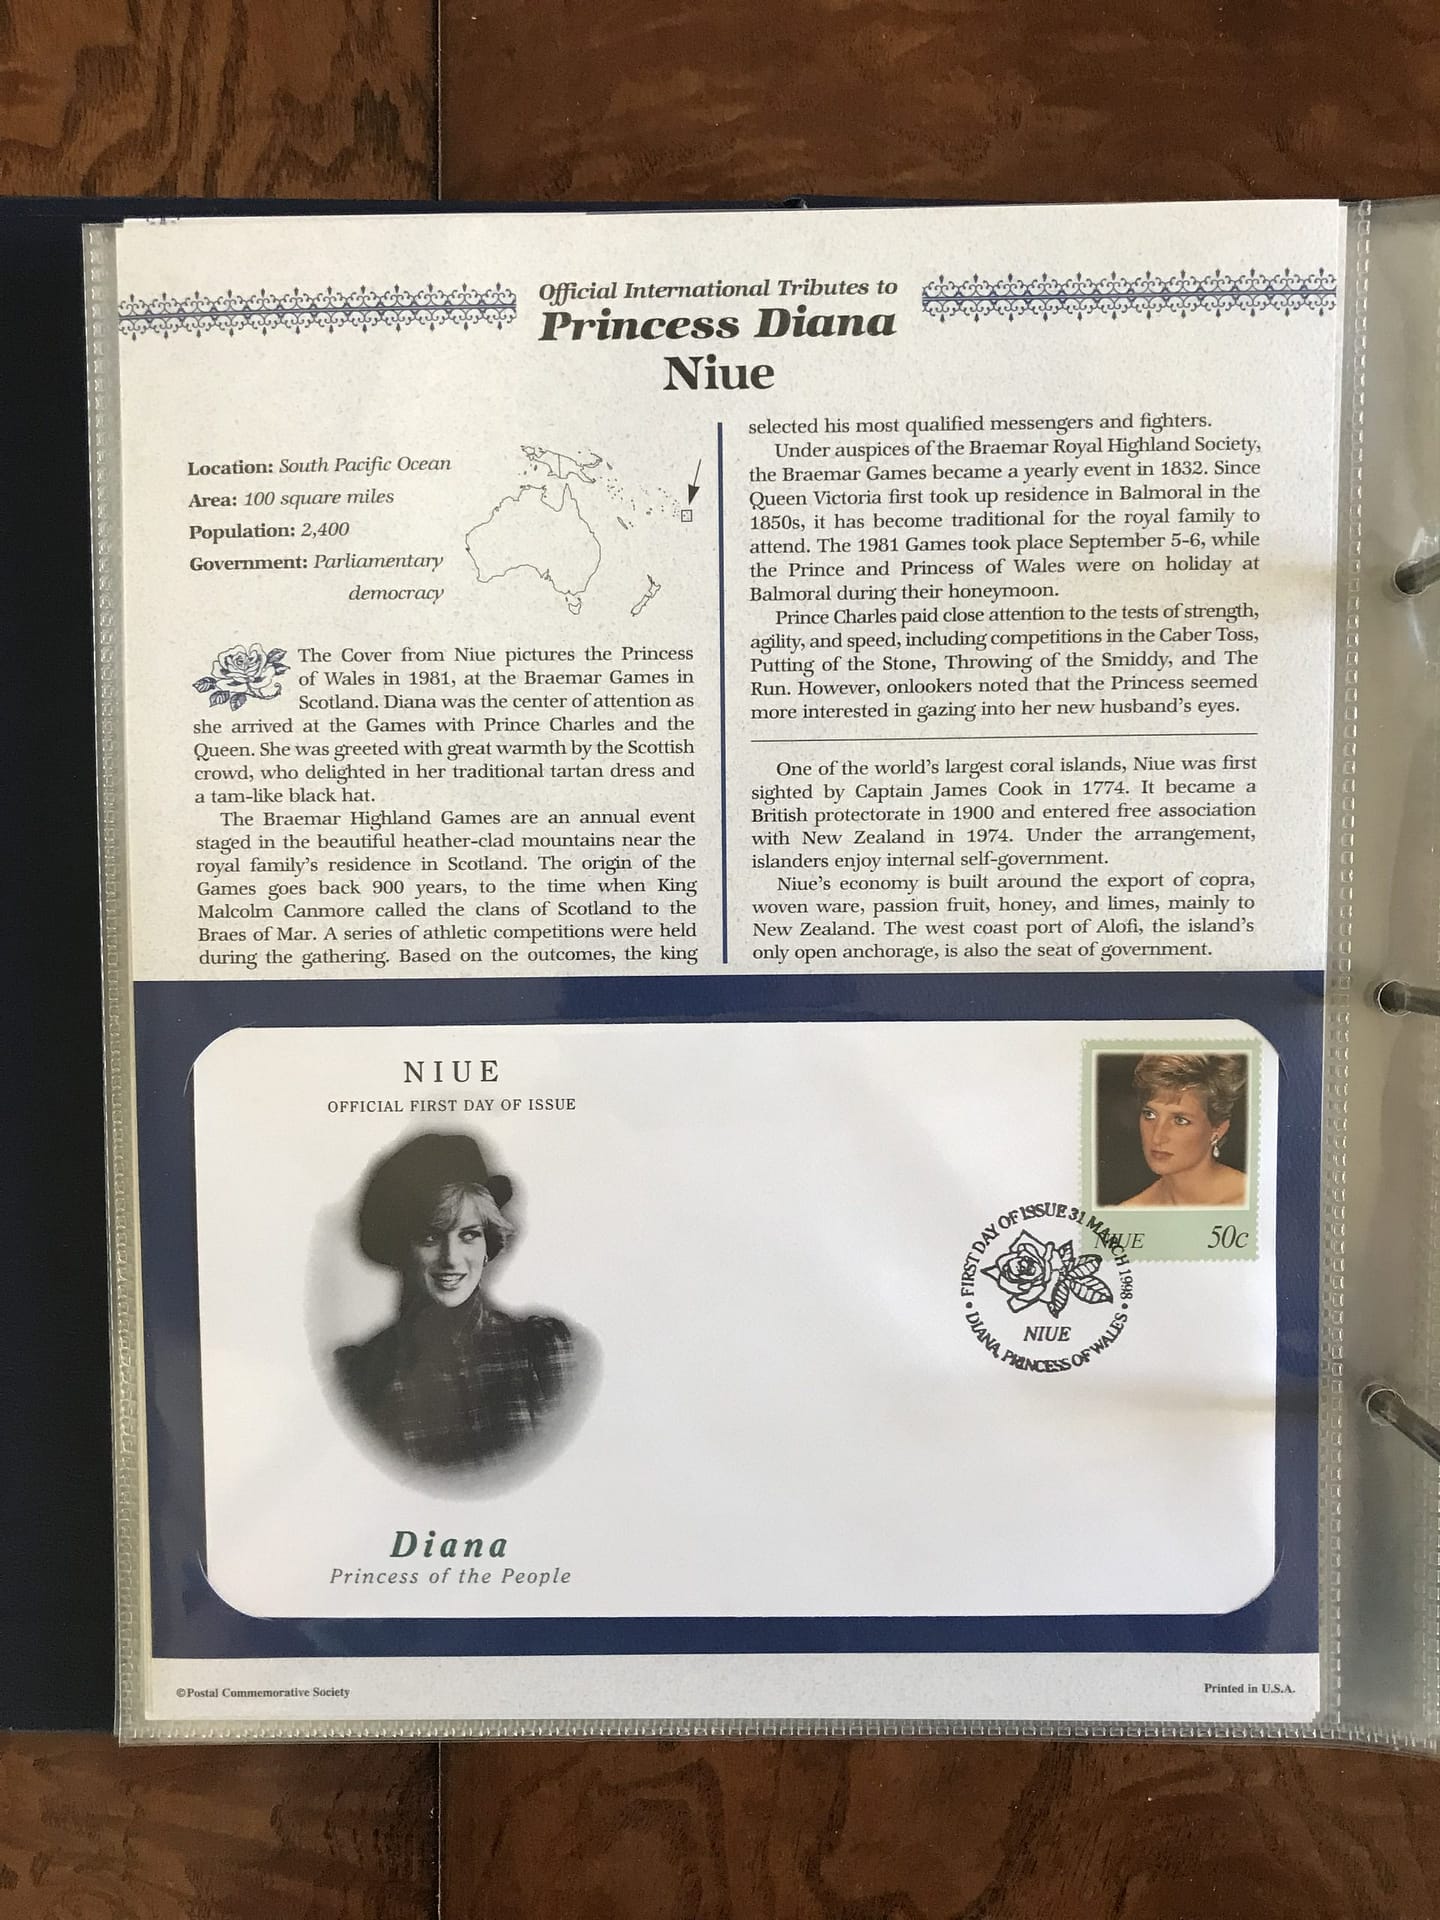 Official International Tributes to
Princess Diana
Niue
Location: South Pacific Ocean
Area: 100 square miles
Population: 2,400
Government: Parliamentary
democracy
The Cover from Niue pictures the Princess
of Wales in 1981, at the Braemar Games in
Scotland. Diana was the center of attention as
she arrived at the Games with Prince Charles and the
Queen. She was greeted with great warmth by the Scottish
crowd, who delighted in her traditional tartan dress and
a tam-like black hat.
The Braemar Highland Games are an annual event
staged in the beautiful heather-clad mountains near the
royal family's residence in Scotland. The origin of the
Games goes back 900 years, to the time when King
Malcolm Canmore called the clans of Scotland to the
Braes of Mar. A series of athletic competitions were held
during the gathering. Based on the outcomes, the king
selected his most qualified messengers and fighters.
Under auspices of the Braemar Royal Highland Society,
the Braemar Games became a yearly event in 1832. Since
Queen Victoria first took up residence in Balmoral in the
1850s, it has become traditional for the royal family to
attend. The 1981 Games took place September 5-6, while
the Prince and Princess of Wales were on holiday at
Balmoral during their honeymoon.
Prince Charles paid close attention to the tests of strength,
agility, and speed, including competitions in the Caber Toss,
Putting of the Stone, Throwing of the Smiddy, and The
Run. However, onlookers noted that the Princess seemed
more interested in gazing into her new husband's eyes.
One of the world's largest coral islands, Niue was first
sighted by Captain James Cook in 1774. It became a
British protectorate in 1900 and entered free association
with New Zealand in 1974. Under the arrangement,
islanders enjoy internal self-government.
Niue's economy is built around the export of copra,
woven ware, passion fruit, honey, and limes, mainly to
New Zealand. The west coast port of Alofi, the island's
only open anchorage, is also the seat of government.
NIUE
OFFICIAL FIRST DAY OF ISSUE
NIUE 50c
• FIRST DAY OF ISSUE 31 MARCH 1998 •
NIUE
DIANA, PRINCESS OF WALES
Diana
Princess of the People
©Postal Commemorative Society
Printed in U.S.A.